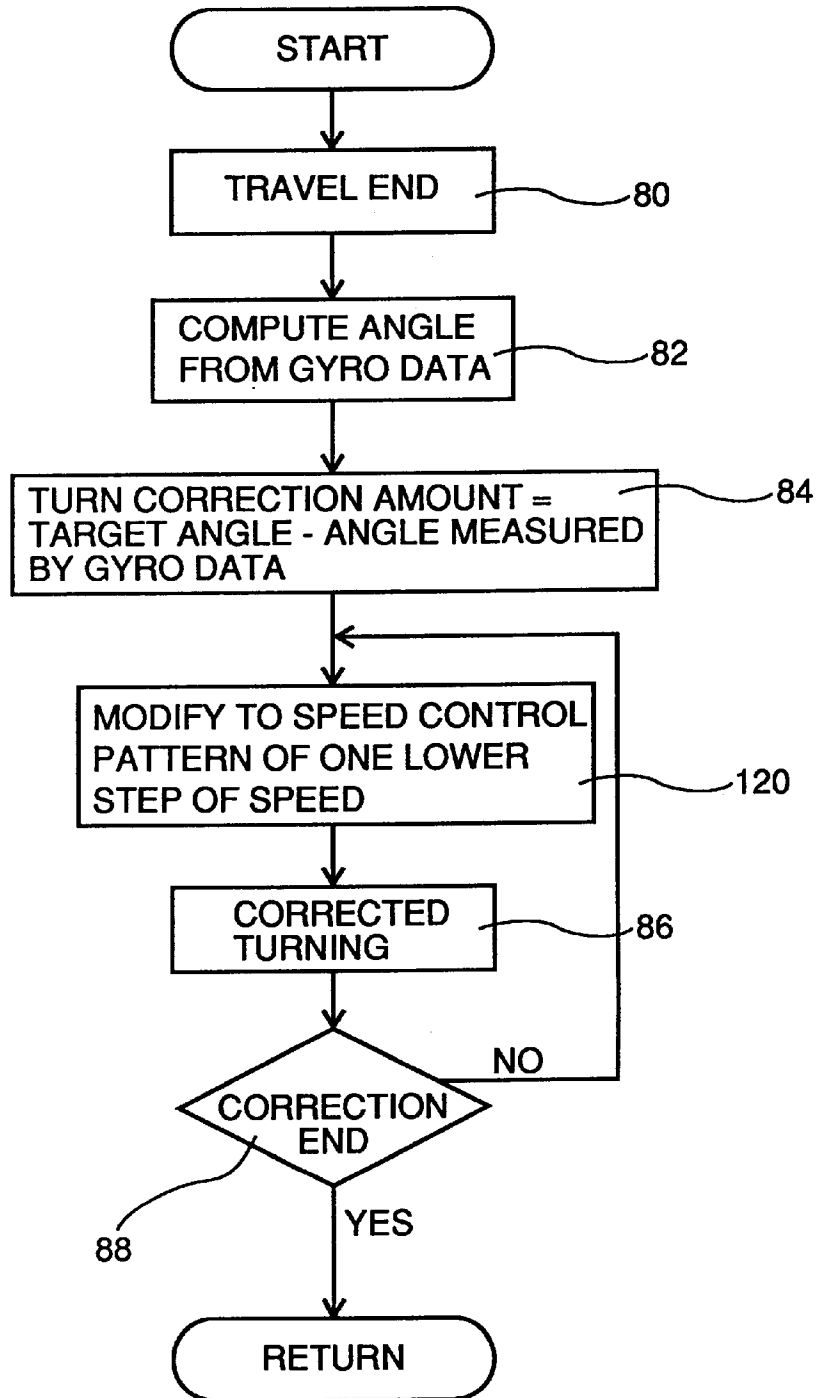 START
TRAVEL END
80
COMPUTE ANGLE
FROM GYRO DATA
82
TURN CORRECTION AMOUNT =
TARGET ANGLE - ANGLE MEASURED
BY GYRO DATA
84
MODIFY TO SPEED CONTROL
PATTERN OF ONE LOWER
STEP OF SPEED
120
CORRECTED
TURNING
86
NO
CORRECTION
END
88
YES
RETURN